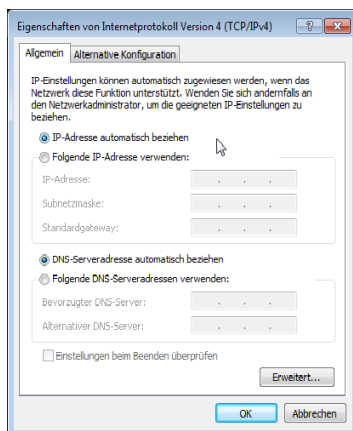 Eigenschaften von Internetprotokoll Version 4 (TCP/IPv4)
Allgemein Alternative Konfiguration
IP-Einstellungen können automatisch zugewiesen werden, wenn das
Netzwerk diese Funktion unterstützt. Wenden Sie sich andernfalls an
den Netzwerkadministrator, um die geeigneten IP-Einstellungen zu
beziehen.
IP-Adresse automatisch beziehen
Folgende IP-Adresse verwenden:
IP-Adresse:
Subnetzmaske:
Standardgateway:
DNS-Serveradresse automatisch beziehen
Folgende DNS-Serveradressen verwenden:
Bevorzugter DNS-Server:
Alternativer DNS-Server:
Einstellungen beim Beenden überprüfen
Erweitert...
OK Abbrechen